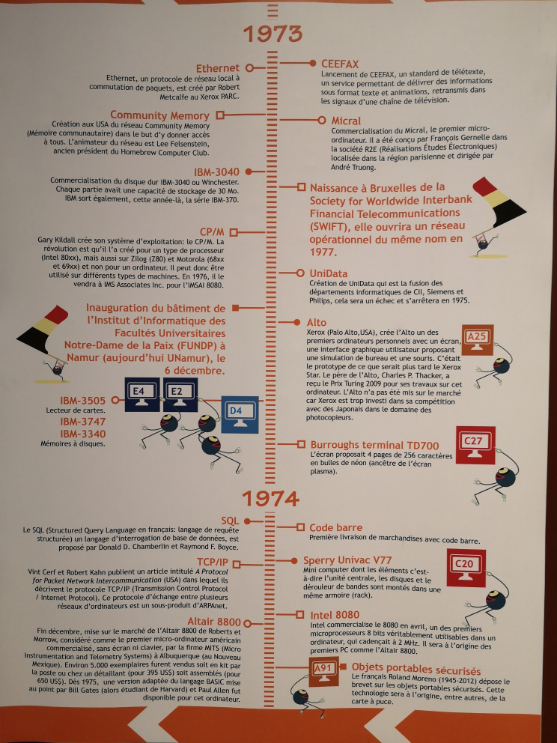 1973
Ethernet
Ethernet, un protocole de réseau local à
commutation de paquets, est créé par Robert
Metcalfe au Xerox PARC.
CEEFAX
Lancement de CEEFAX, un standard de télétexte,
un service permettant de délivrer des informations
sous format texte et animations, retransmis dans
les signaux d'une chaîne de télévision.
Community Memory
Création aux USA du réseau Community Memory
(Mémoire communautaire) dans le but d'y donner accès
à tous. L'animateur du réseau est Lee Felsenstein,
ancien président du Homebrew Computer Club.
Micral
Commercialisation du Micral, le premier micro-
ordinateur. Il a été conçu par François Gernelle dans
la société R2E (Réalisations Études Électroniques)
localisée dans la région parisienne et dirigée par
André Truong.
IBM-3040
Commercialisation du disque dur IBM-3040 ou Winchester.
Chaque partie avait une capacité de stockage de 30 Mo.
IBM sort également, cette année-là, la série IBM-370.
Naissance à Bruxelles de la
Society for Worldwide Interbank
Financial Telecommunications
(SWIFT), elle ouvrira un réseau
opérationnel du même nom en
1977.
CP/M
Gary Kildall crée son système d'exploitation: le CP/M. La
révolution est qu'il l'a créé pour un type de processeur
(Intel 80xx), mais aussi sur Zilog (Z80) et Motorola (68xx
et 69xx) et non pour un ordinateur. Il peut donc être
utilisé sur différents types de machines. En 1976, il le
vendra à IMS Associates Inc. pour l'IMSAI 8080.
UniData
Création de UniData qui est la fusion des
départements informatiques de CII, Siemens et
Philips, cela sera un échec et s'arrêtera en 1975.
Inauguration du bâtiment de
l'Institut d'Informatique des
Facultés Universitaires
Notre-Dame de la Paix (FUNDP) à
Namur (aujourd'hui UNamur), le
6 décembre.
Alto
Xerox (Palo Alto,USA), crée l'Alto un des
premiers ordinateurs personnels avec un écran,
une interface graphique utilisateur proposant
une simulation de bureau et une souris. C'était
le prototype de ce que serait plus tard le Xerox
Star. Le père de l'Alto, Charles P. Thacker, a
reçu le Prix Turing 2009 pour ses travaux sur cet
ordinateur. L'Alto n'a pas été mis sur le marché
car Xerox est trop investi dans sa compétition
avec des Japonais dans le domaine des
photocopieurs.
A25
IBM-3505
Lecteur de cartes.
IBM-3747
IBM-3340
Mémoires à disques.
E4
E2
D4
Burroughs terminal TD700
L'écran proposait 4 pages de 256 caractères
en bulles de néon (ancêtre de l'écran
plasma).
C27
1974
SQL
Le SQL (Structured Query Language en français: langage de requête
structurée) un langage d'interrogation de base de données, est
proposé par Donald D. Chamberlin et Raymond F. Boyce.
Code barre
Première livraison de marchandises avec code barre.
TCP/IP
Vint Cerf et Robert Kahn publient un article intitulé A Protocol
for Packet Network Intercommunication (USA) dans lequel ils
décrivent le protocole TCP/IP (Transmission Control Protocol
/ Internet Protocol). Ce protocole d'échange entre plusieurs
réseaux d'ordinateurs est un sous-produit d'ARPAnet.
Sperry Univac V77
Mini computer dont les éléments c'est-
à-dire l'unité centrale, les disques et le
dérouleur de bandes sont montés dans une
même armoire (rack).
C20
Altair 8800
Fin décembre, mise sur le marché de l'Altair 8800 de Roberts et
Morrow, considéré comme le premier micro-ordinateur américain
commercialisé, sans écran ni clavier, par la firme MITS (Micro
Instrumentation and Telemetry Systems) à Albuquerque (au Nouveau
Mexique). Environ 5.000 exemplaires furent vendus soit en kit par
la poste ou chez un détaillant (pour 395 US$) soit assemblés (pour
650 US$). Dès 1975, une version adaptée du langage BASIC mise
au point par Bill Gates (alors étudiant de Harvard) et Paul Allen fut
disponible pour cet ordinateur.
Intel 8080
Intel commercialise le 8080 en avril, un des premiers
microprocesseurs 8 bits véritablement utilisables dans un
ordinateur, qui cadençait à 2 MHz. Il sera à l'origine des
premiers PC comme l'Altair 8800.
A91
Objets portables sécurisés
Le français Roland Moreno (1945-2012) dépose le
brevet sur les objets portables sécurisés. Cette
technologie sera à l'origine, entre autres, de la
carte à puce.